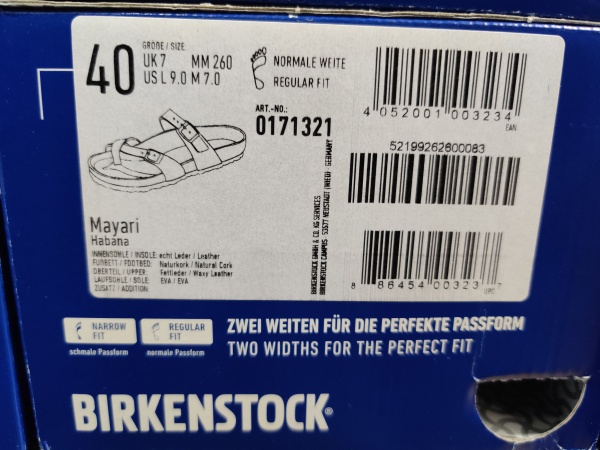 40
GRÖßE / SIZE
UK 7 MM 260
US L 9.0 M 7.0
NORMALE WEITE
REGULAR FIT
ART.-NO.:
0171321
4 052001 003234
EAN
52199262800083
8 86454 00323 7
UPC
Mayari
Habana
INNENSOHLE / INSOLE: echt Leder / Leather
FUßBETT / FOOTBED: Naturkork / Natural Cork
OBERTEIL / UPPER: Fettleder / Waxy Leather
LAUFSOHLE / SOLE: EVA / EVA
ZUSATZ / ADDITION:
BIRKENSTOCK GMBH & CO. KG SERVICES
BIRKENSTOCK CAMPUS 53577 NEUSTADT (WIED) GERMANY
NARROW FIT
schmale Passform
REGULAR FIT
normale Passform
ZWEI WEITEN FÜR DIE PERFEKTE PASSFORM
TWO WIDTHS FOR THE PERFECT FIT
BIRKENSTOCK®